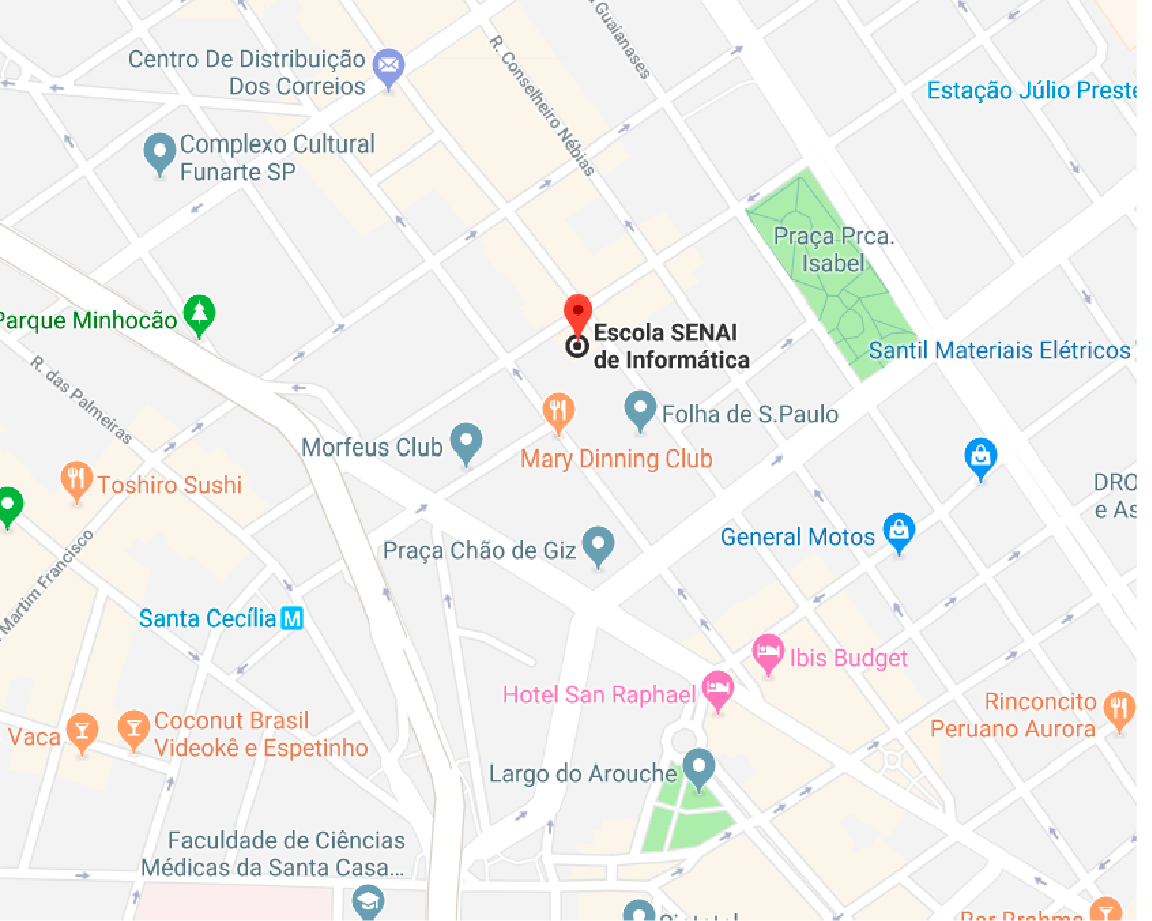 Guaianases
Centro De Distribuição
Dos Correios
R. Conselheiro Nébias
Estação Júlio Preste
Complexo Cultural
Funarte SP
Praça Prca.
Isabel
Parque Minhocão
Escola SENAI
de Informática
Santil Materiais Elétricos
R. das Palmeiras
Folha de S.Paulo
Morfeus Club
Mary Dinning Club
Toshiro Sushi
DRO
e As
General Motos
Praça Chão de Giz
Martim Francisco
Santa Cecília M
Ibis Budget
Hotel San Raphael
Rinconcito
Peruano Aurora
Coconut Brasil
Vaca
Videokê e Espetinho
Largo do Arouche
Faculdade de Ciências
Médicas da Santa Casa...
Bar Brahma